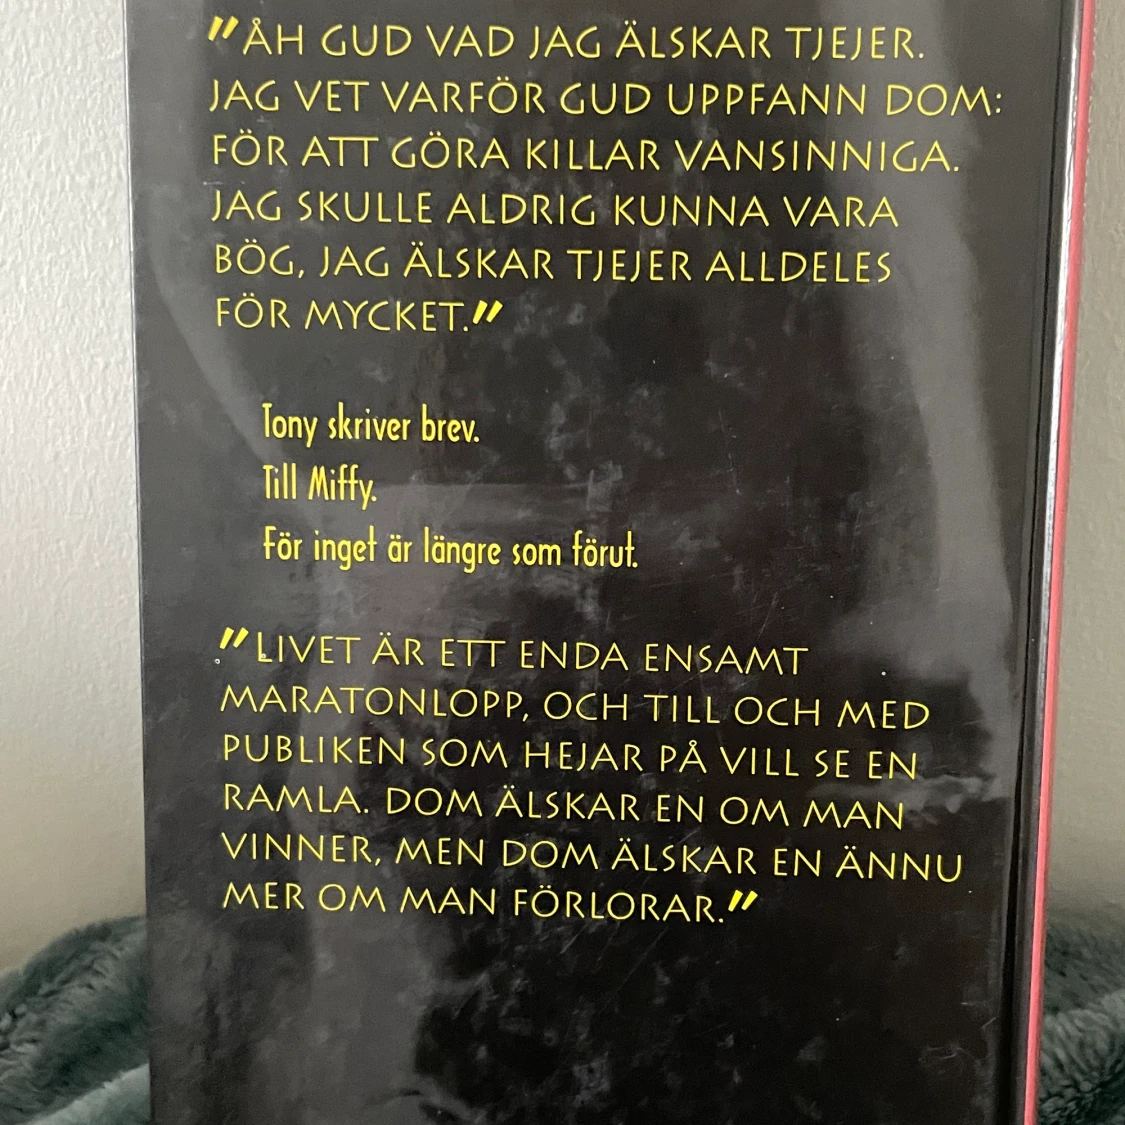 "ÅH GUD VAD JAG ÄLSKAR TJEJER.
JAG VET VARFÖR GUD UPPFANN DOM:
FÖR ATT GÖRA KILLAR VANSINNIGA.
JAG SKULLE ALDRIG KUNNA VARA
BÖG, JAG ÄLSKAR TJEJER ALLDELES
FÖR MYCKET."
Tony skriver brev.
Till Miffy.
För inget är längre som förut.
"LIVET ÄR ETT ENDA ENSAMT
MARATONLOPP, OCH TILL OCH MED
PUBLIKEN SOM HEJAR PÅ VILL SE EN
RAMLA. DOM ÄLSKAR EN OM MAN
VINNER, MEN DOM ÄLSKAR EN ÄNNU
MER OM MAN FÖRLORAR."